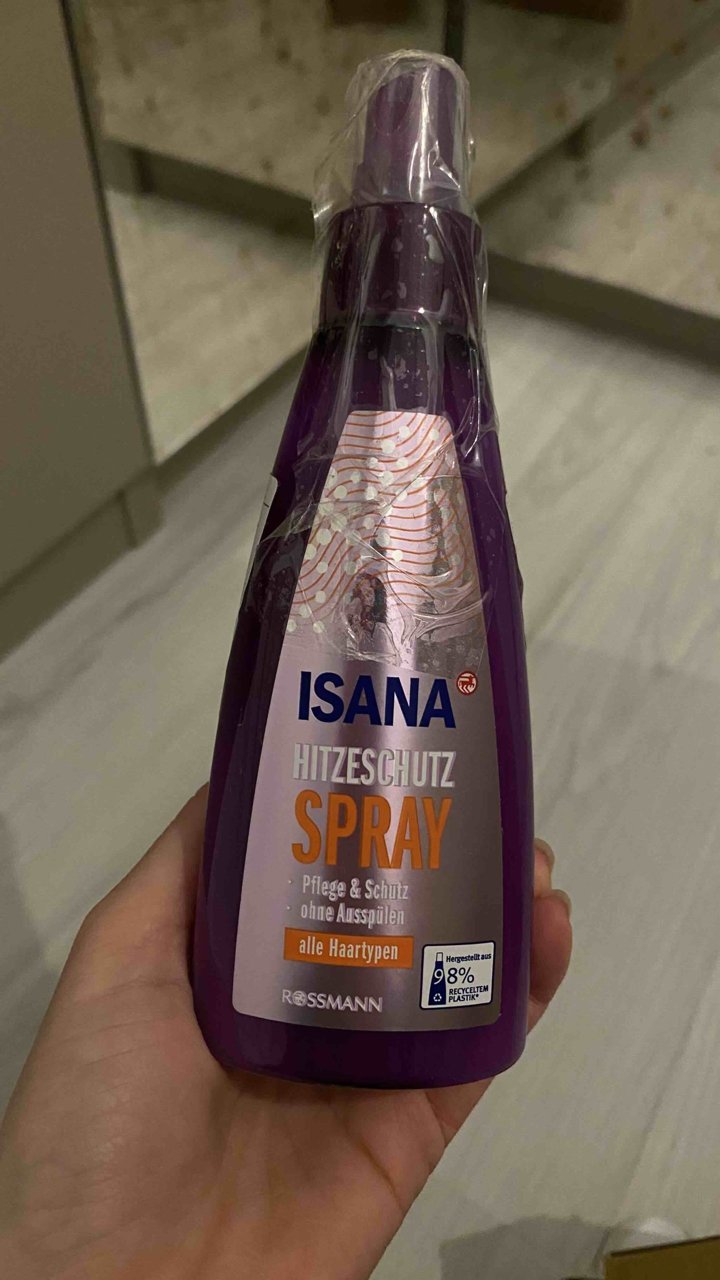 ISANA
HITZESCHUTZ
SPRAY
· Pflege & Schutz
· ohne Ausspülen
alle Haartypen
Hergestellt aus
98%
RECYCELTEM
PLASTIK*
ROSSMANN